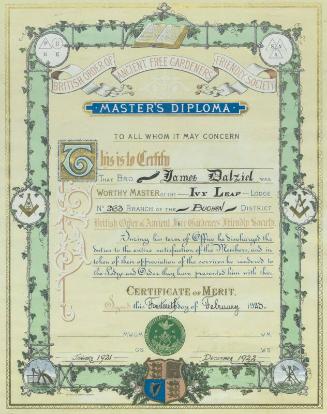 BRITISH ORDER OF ANCIENT FREE GARDENERS FRIENDLY SOCIETY
MASTER'S DIPLOMA
TO ALL WHOM IT MAY CONCERN
This is to Certify
THAT BRO James Dalziel WAS
WORTHY MASTER OF THE IVY LEAF LODGE
No 363 BRANCH OF THE BUCHAN DISTRICT
British Order of Ancient Free Gardeners Friendly Society
During his term of Office he discharged the
duties to the entire satisfaction of the Members, and in
token of their appreciation of the services he rendered to
the Lodge and Order they have presented him with this
CERTIFICATE OF MERIT.
day of February 1923.
M.W.G.M. W.M.
G.S. W.S.
1921 December 1922